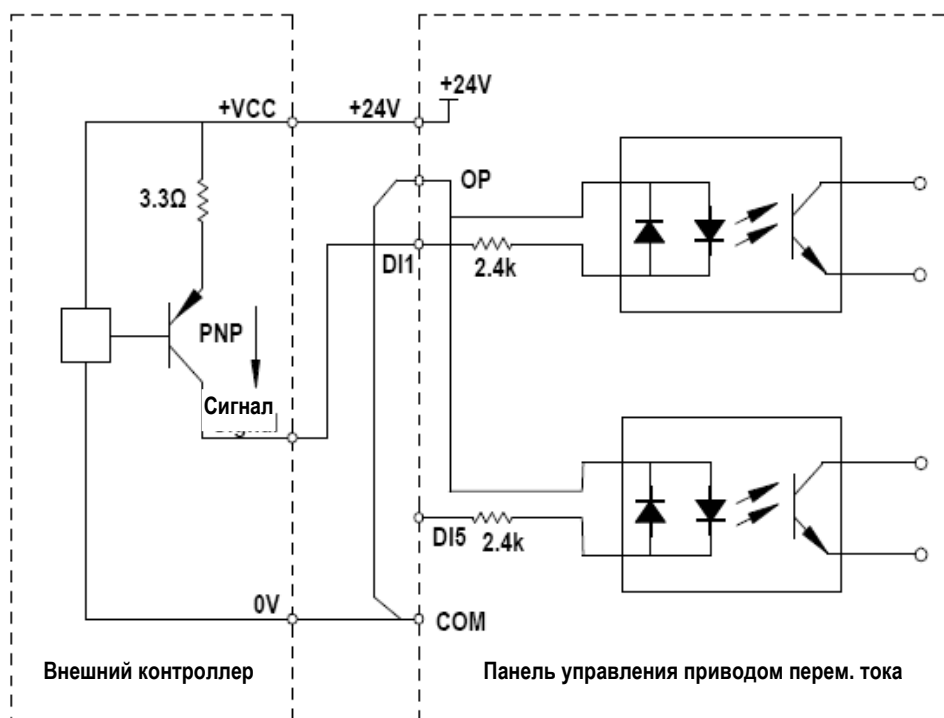 +24V
+VCC
+24V
OP
3.3Ω
DI1
2.4k
PNP
Сигнал
DI5
2.4k
0V
COM
Внешний контроллер
Панель управления приводом перем. тока